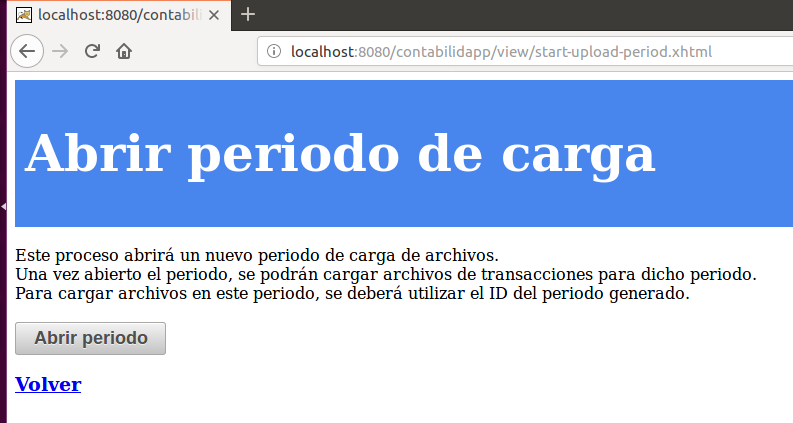 localhost:8080/contabili
localhost:8080/contabilidapp/view/start-upload-period.xhtml
Abrir periodo de carga
Este proceso abrirá un nuevo periodo de carga de archivos.
Una vez abierto el periodo, se podrán cargar archivos de transacciones para dicho periodo.
Para cargar archivos en este periodo, se deberá utilizar el ID del periodo generado.
Abrir periodo
Volver